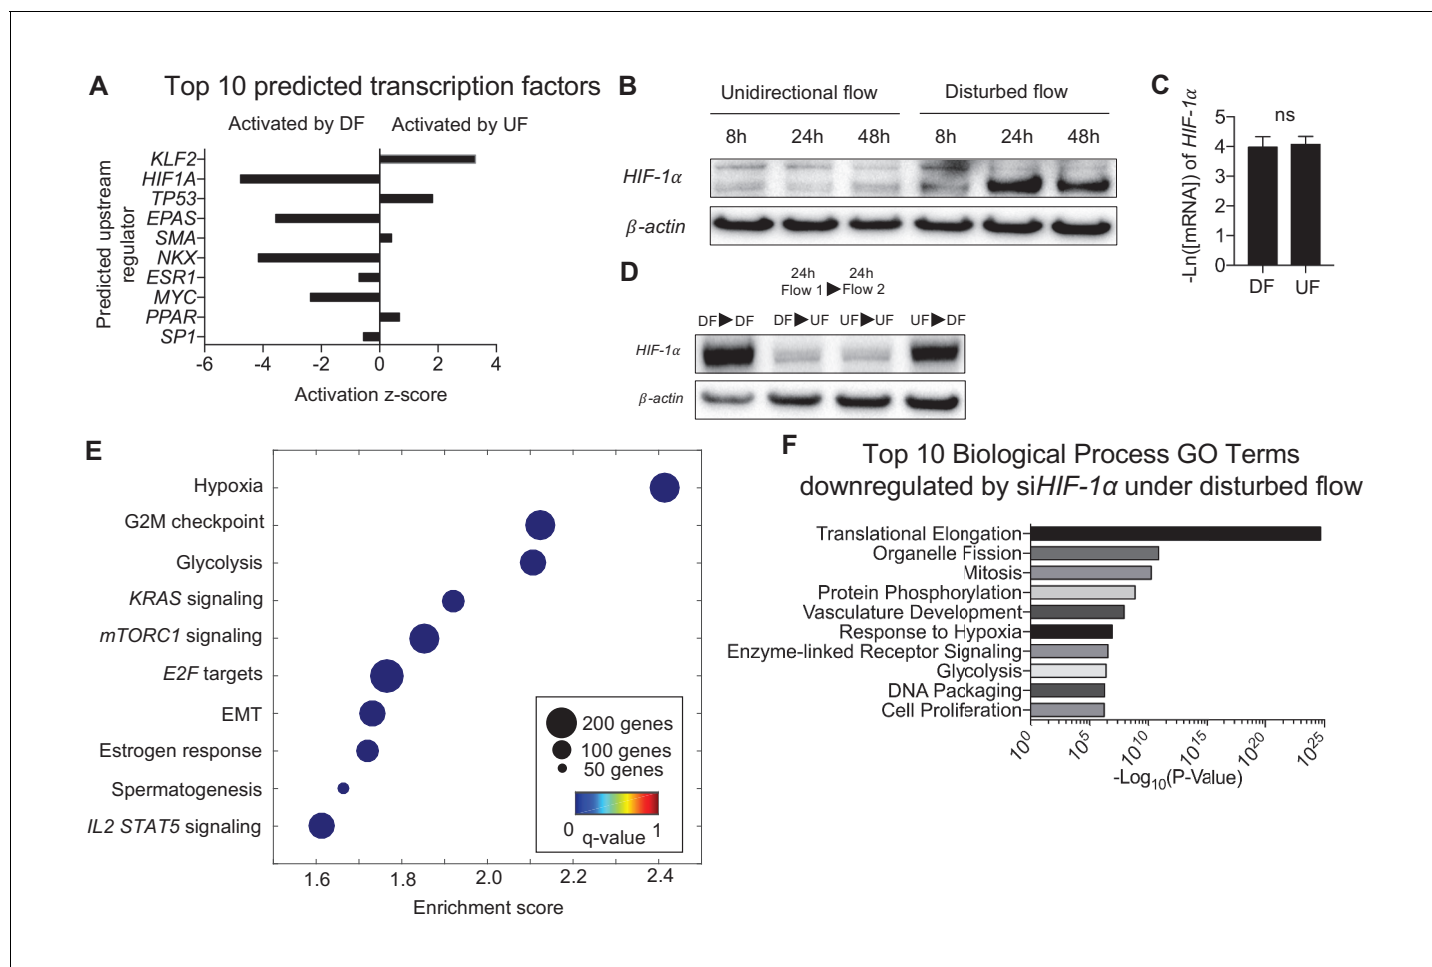 A
Top 10 predicted transcription factors
Activated by DF
Activated by UF
Predicted upstream
regulator
KLF2
HIF1A
TP53
EPAS
SMA
NKX
ESR1
MYC
PPAR
SP1
-6
-4
-2
0
2
4
Activation z-score
B
Unidirectional flow
Disturbed flow
8h
24h
48h
8h
24h
48h
HIF-1α
β-actin
C
-Ln([mRNA]) of HIF-1α
ns
5
4
3
2
1
0
DF
UF
D
24h
24h
Flow 1 ▶ Flow 2
DF▶DF
DF▶UF
UF▶UF
UF▶DF
HIF-1α
β-actin
E
Hypoxia
G2M checkpoint
Glycolysis
KRAS signaling
mTORC1 signaling
E2F targets
EMT
Estrogen response
Spermatogenesis
IL2 STAT5 signaling
200 genes
100 genes
50 genes
0
1
q-value
1.6
1.8
2.0
2.2
2.4
Enrichment score
F
Top 10 Biological Process GO Terms
downregulated by siHIF-1α under disturbed flow
Translational Elongation
Organelle Fission
Mitosis
Protein Phosphorylation
Vasculature Development
Response to Hypoxia
Enzyme-linked Receptor Signaling
Glycolysis
DNA Packaging
Cell Proliferation
10⁰
10⁵
10¹⁰
10¹⁵
10²⁰
10²⁵
-Log₁₀(P-Value)